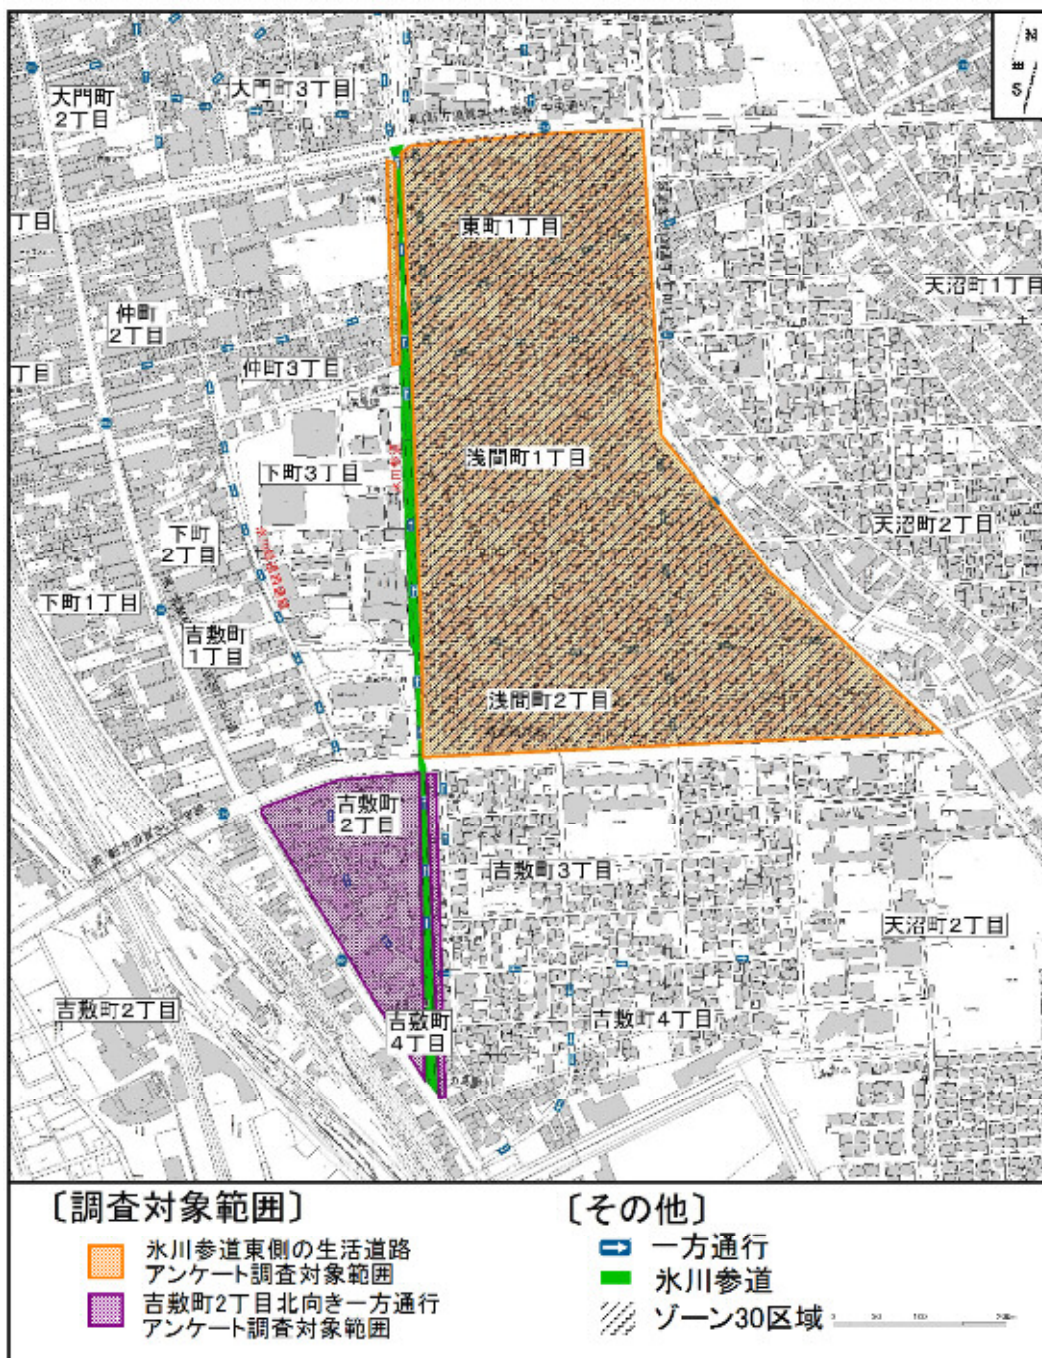 N
S
大門町
2丁目
大門町3丁目
丁目
東町1丁目
天沼町1丁目
仲町
2丁目
丁目
仲町3丁目
氷川参道
浅間町1丁目
下町3丁目
天沼町2丁目
下町
2丁目
下町1丁目
吉敷町
1丁目
浅間町2丁目
吉敷町
2丁目
吉敷町3丁目
天沼町2丁目
吉敷町2丁目
吉敷町
4丁目
吉敷町4丁目
〔調査対象範囲〕
氷川参道東側の生活道路
アンケート調査対象範囲
吉敷町2丁目北向き一方通行
アンケート調査対象範囲
〔その他〕
一方通行
氷川参道
ゾーン30区域
0 50 100 200m